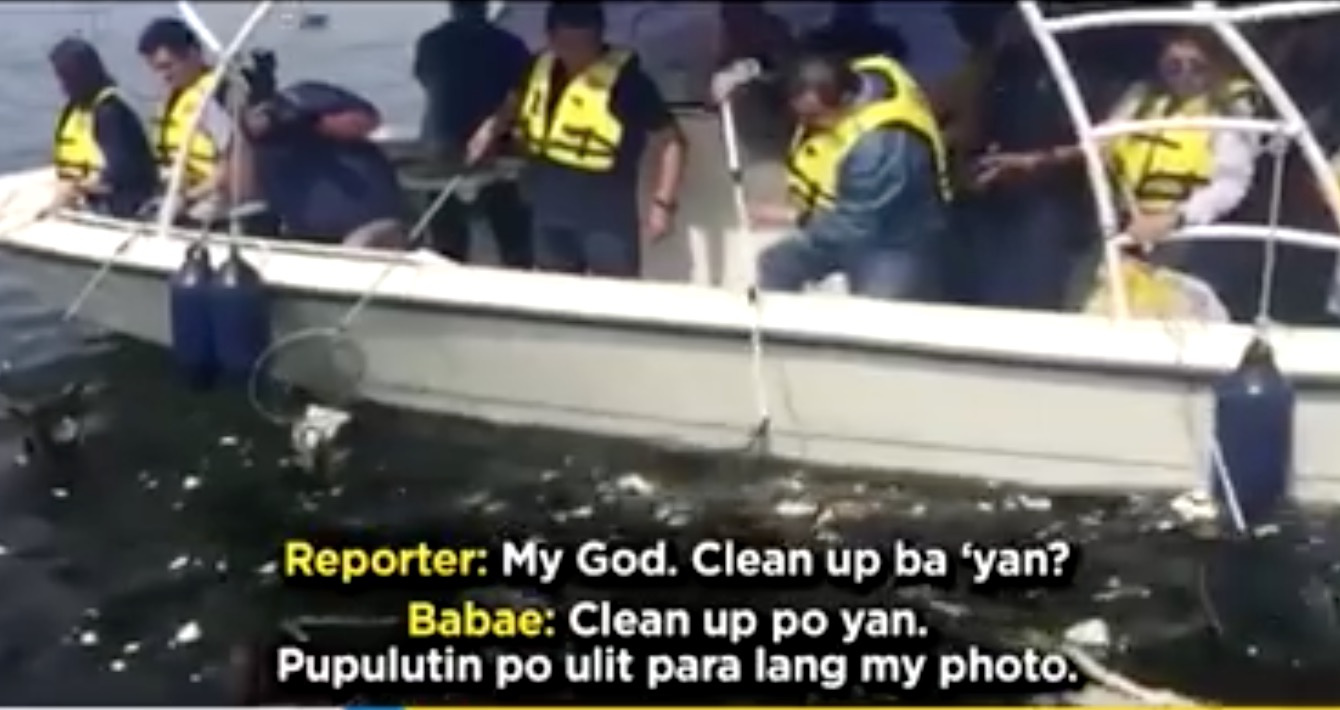 Reporter: My God. Clean up ba ‘yan?
Babae: Clean up po yan.
Pupulutin po ulit para lang my photo.